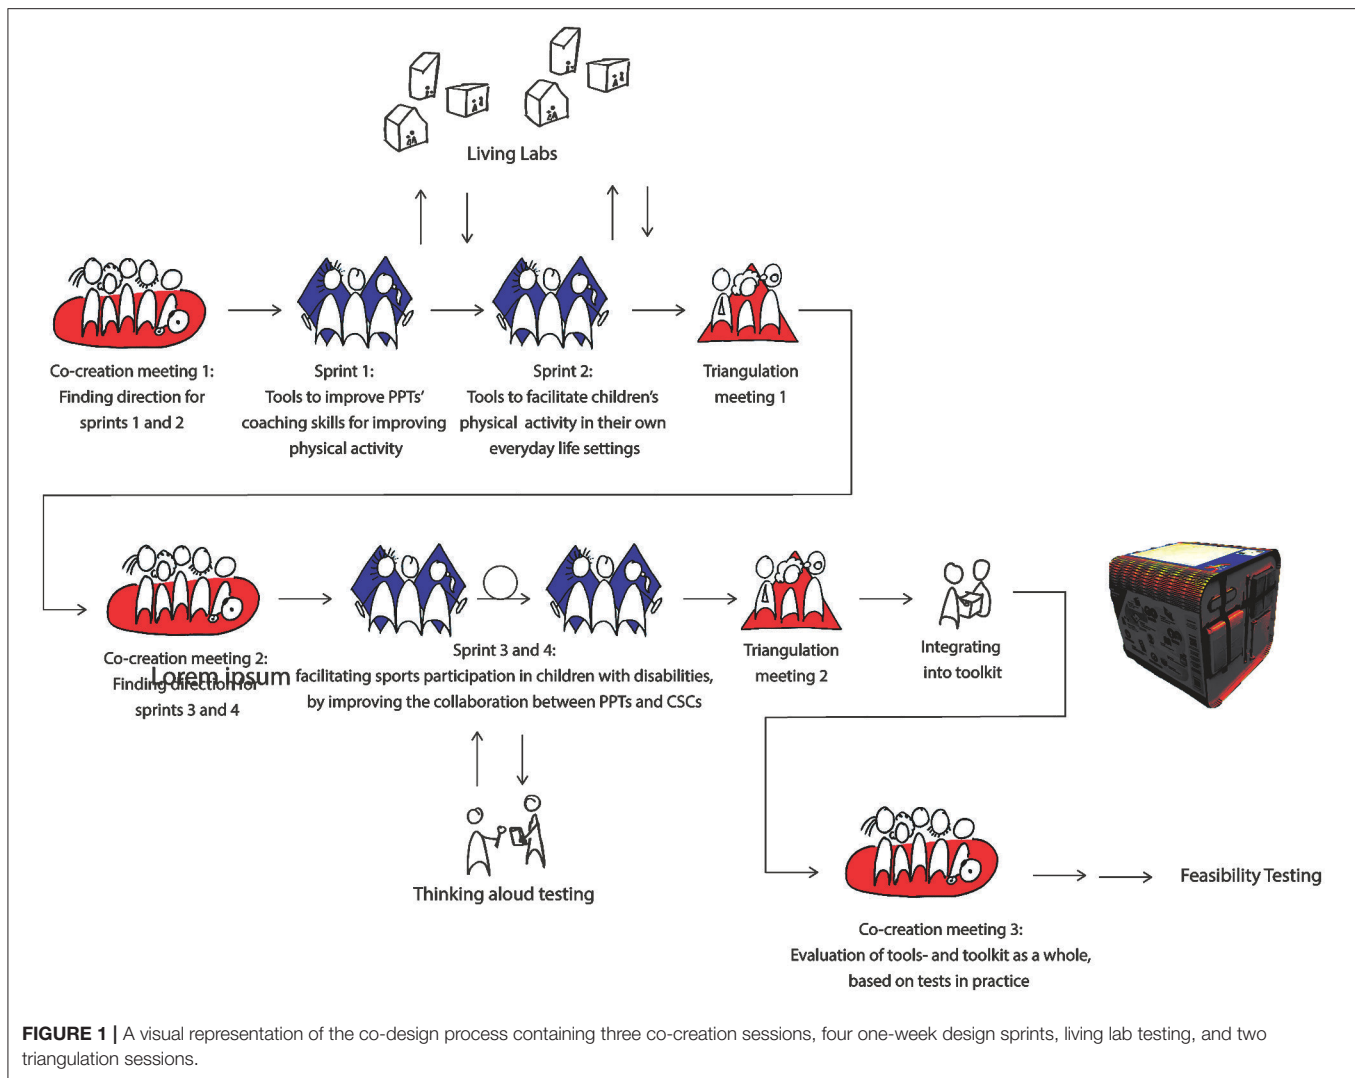 Living Labs
Co-creation meeting 1:
Finding direction for
sprints 1 and 2
Sprint 1:
Tools to improve PPTs'
coaching skills for improving
physical activity
Sprint 2:
Tools to facilitate children's
physical activity in their own
everyday life settings
Triangulation
meeting 1
Co-creation meeting 2:
Finding direction for
sprints 3 and 4
Lorem ipsum
Sprint 3 and 4:
facilitating sports participation in children with disabilities,
by improving the collaboration between PPTs and CSCs
Triangulation
meeting 2
Integrating
into toolkit
Thinking aloud testing
Co-creation meeting 3:
Evaluation of tools- and toolkit as a whole,
based on tests in practice
Feasibility Testing
FIGURE 1 | A visual representation of the co-design process containing three co-creation sessions, four one-week design sprints, living lab testing, and two
triangulation sessions.